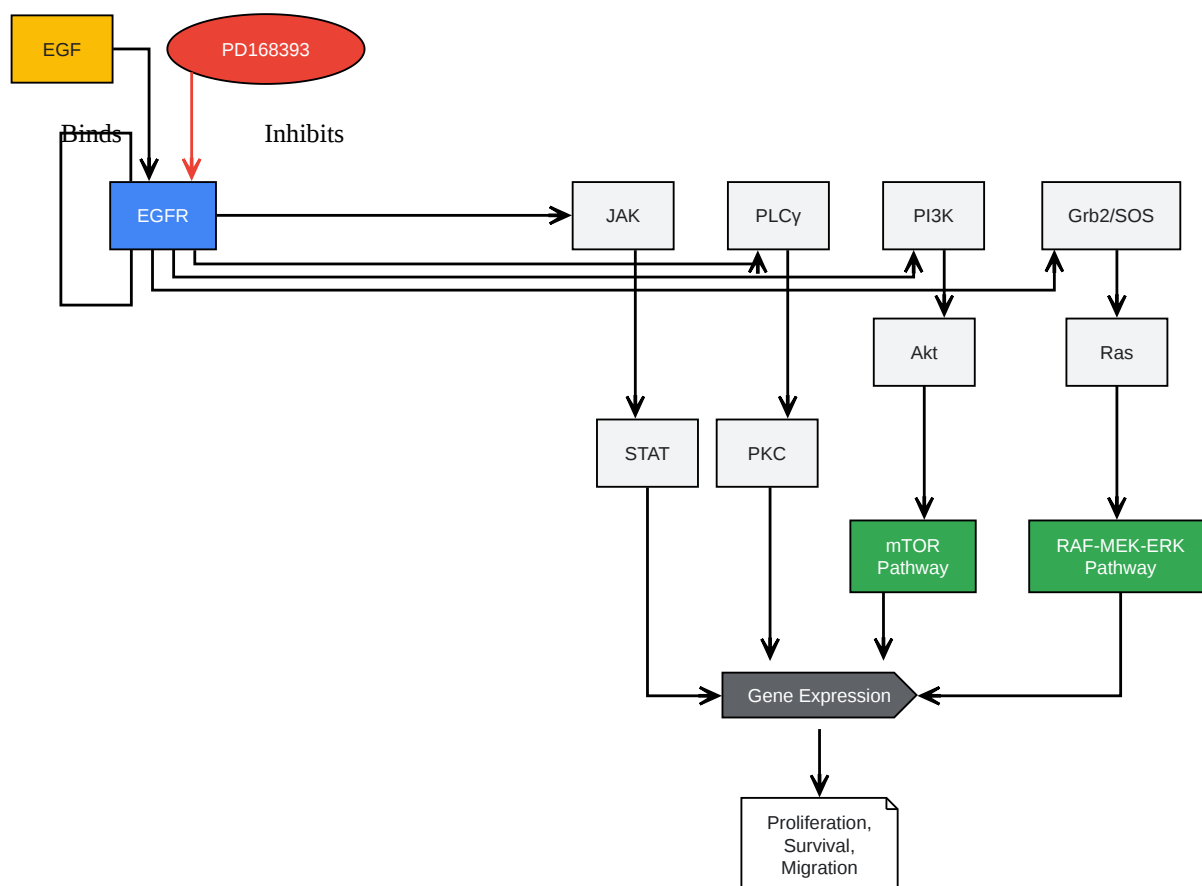 EGF
PD168393
Binds
Inhibits
EGFR
JAK
PLCγ
PI3K
Grb2/SOS
Akt
Ras
STAT
PKC
mTOR
Pathway
RAF-MEK-ERK
Pathway
Gene Expression
Proliferation,
Survival,
Migration